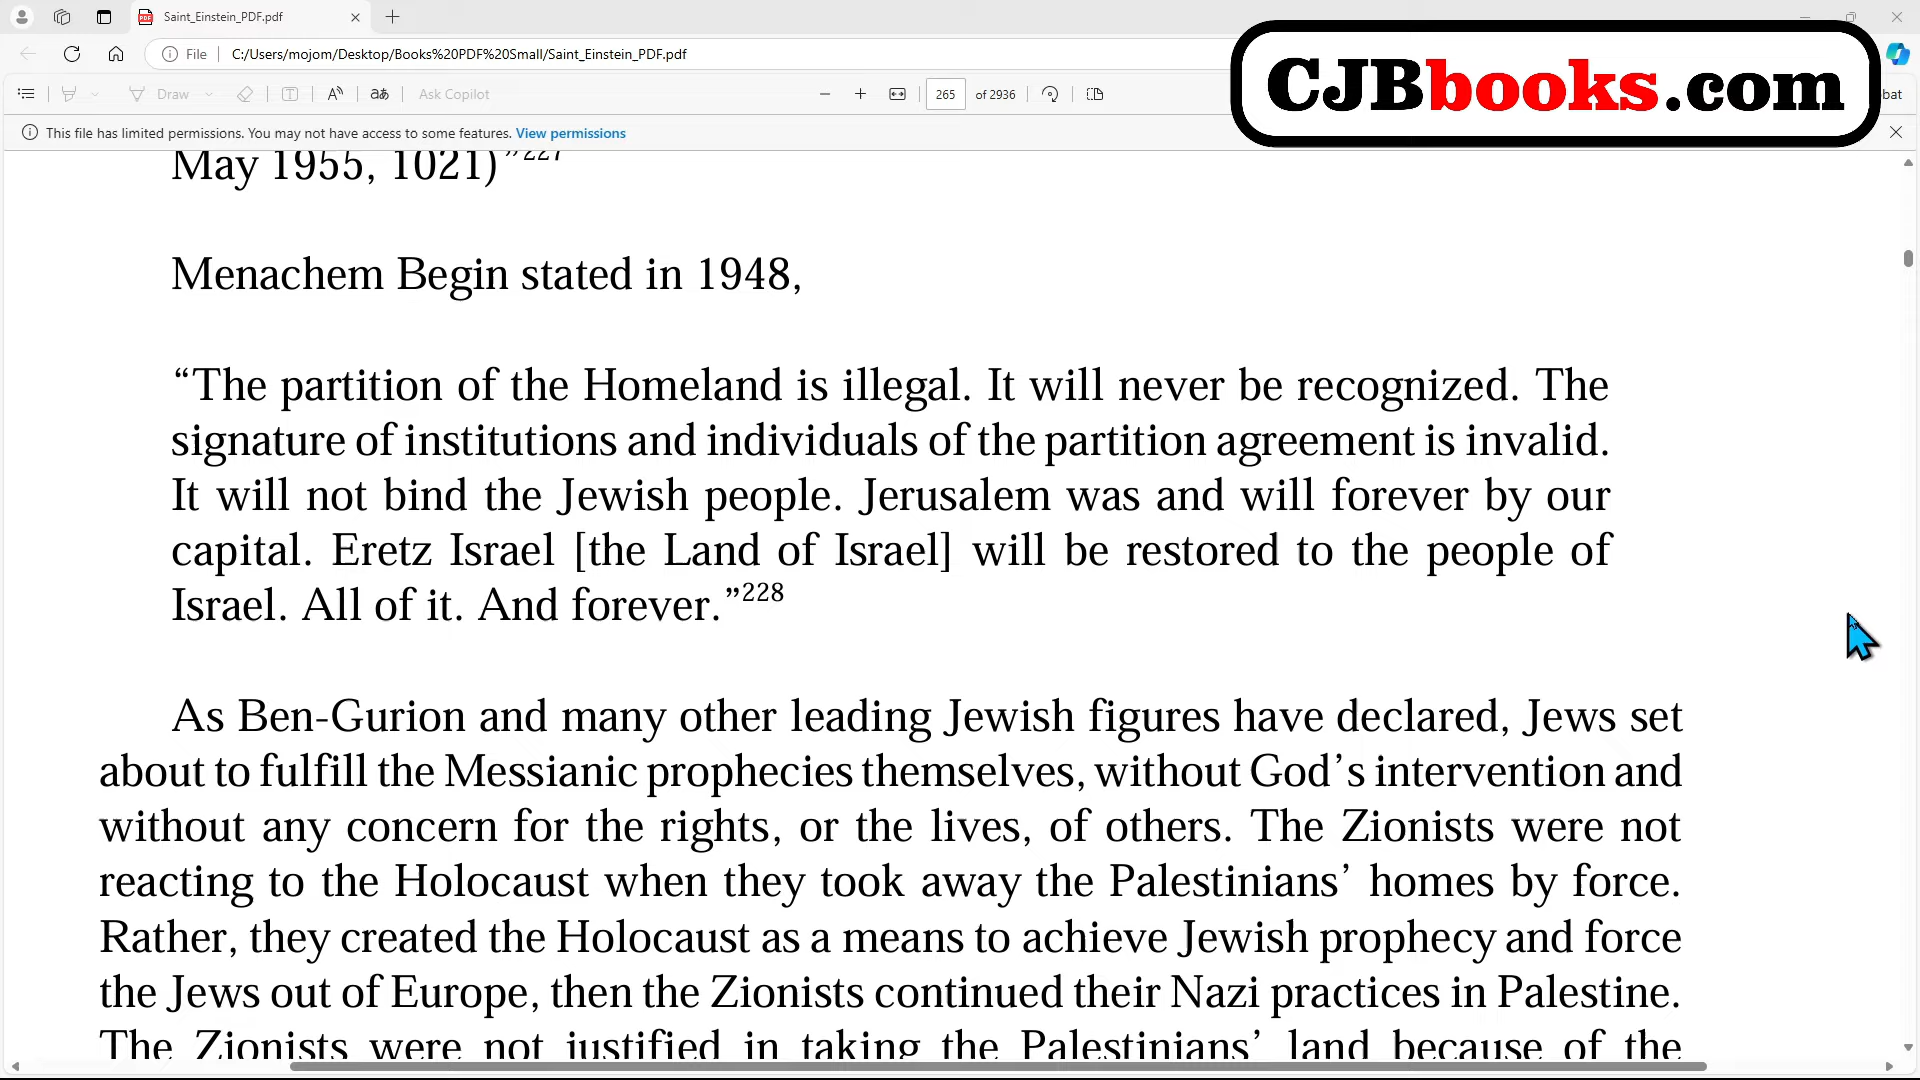 Saint_Einstein_PDF.pdf
File C:/Users/mojom/Desktop/Books%20PDF%20Small/Saint_Einstein_PDF.pdf
CJBbooks.com
Draw Ask Copilot 265 of 2936 bat
This file has limited permissions. You may not have access to some features. View permissions
May 1955, 1021)”227
Menachem Begin stated in 1948,
“The partition of the Homeland is illegal. It will never be recognized. The
signature of institutions and individuals of the partition agreement is invalid.
It will not bind the Jewish people. Jerusalem was and will forever by our
capital. Eretz Israel [the Land of Israel] will be restored to the people of
Israel. All of it. And forever.”228
As Ben-Gurion and many other leading Jewish figures have declared, Jews set
about to fulfill the Messianic prophecies themselves, without God’s intervention and
without any concern for the rights, or the lives, of others. The Zionists were not
reacting to the Holocaust when they took away the Palestinians’ homes by force.
Rather, they created the Holocaust as a means to achieve Jewish prophecy and force
the Jews out of Europe, then the Zionists continued their Nazi practices in Palestine.
The Zionists were not justified in taking the Palestinians’ land because of the